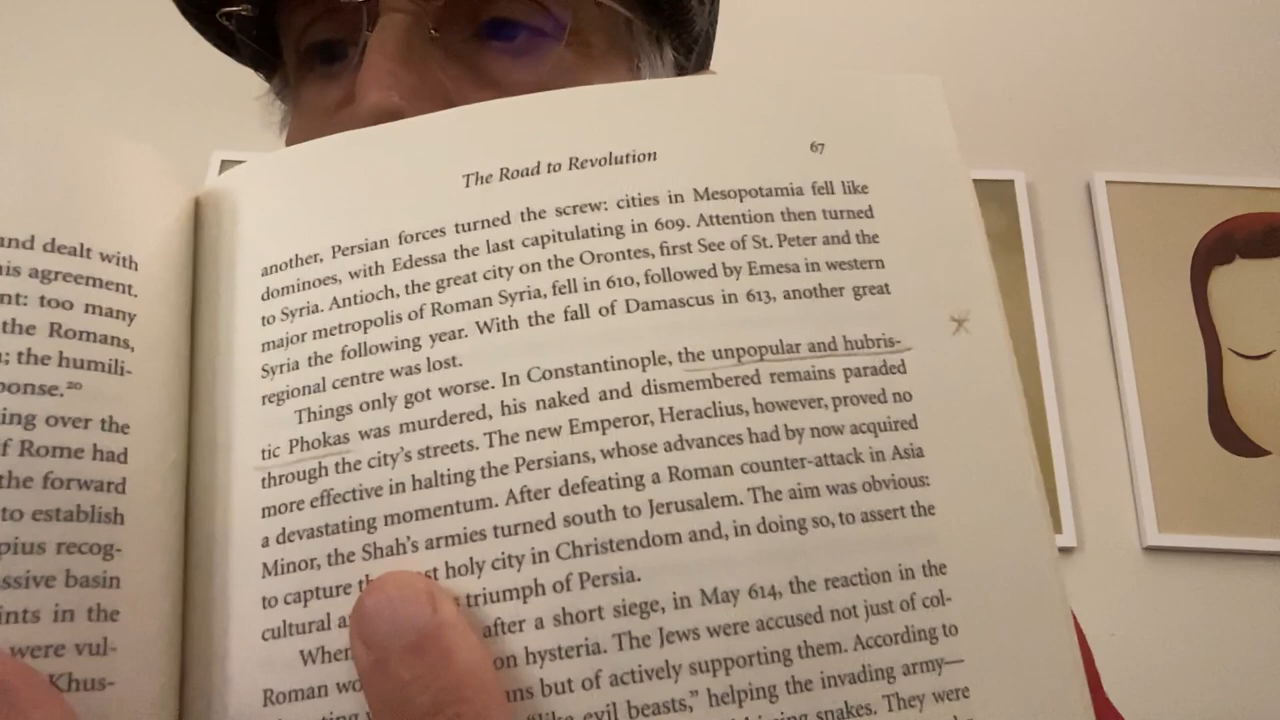 and dealt with
his agreement.
nt: too many
the Romans,
; the humili-
ponse.²⁰
ing over the
f Rome had
the forward
to establish
pius recog-
ssive basin
ints in the
were vul-
Khus-
The Road to Revolution 67
another, Persian forces turned the screw: cities in Mesopotamia fell like
dominoes, with Edessa the last capitulating in 609. Attention then turned
to Syria. Antioch, the great city on the Orontes, first See of St. Peter and the
major metropolis of Roman Syria, fell in 610, followed by Emesa in western
Syria the following year. With the fall of Damascus in 613, another great
regional centre was lost.
Things only got worse. In Constantinople, the unpopular and hubris-
tic Phokas was murdered, his naked and dismembered remains paraded
through the city's streets. The new Emperor, Heraclius, however, proved no
more effective in halting the Persians, whose advances had by now acquired
a devastating momentum. After defeating a Roman counter-attack in Asia
Minor, the Shah's armies turned south to Jerusalem. The aim was obvious:
to capture holy city in Christendom and, in doing so, to assert the
cultural triumph of Persia.
When after a short siege, in May 614, the reaction in the
Roman on hysteria. The Jews were accused not just of col-
but of actively supporting them. According to
"like evil beasts," helping the invading army—
snakes. They were